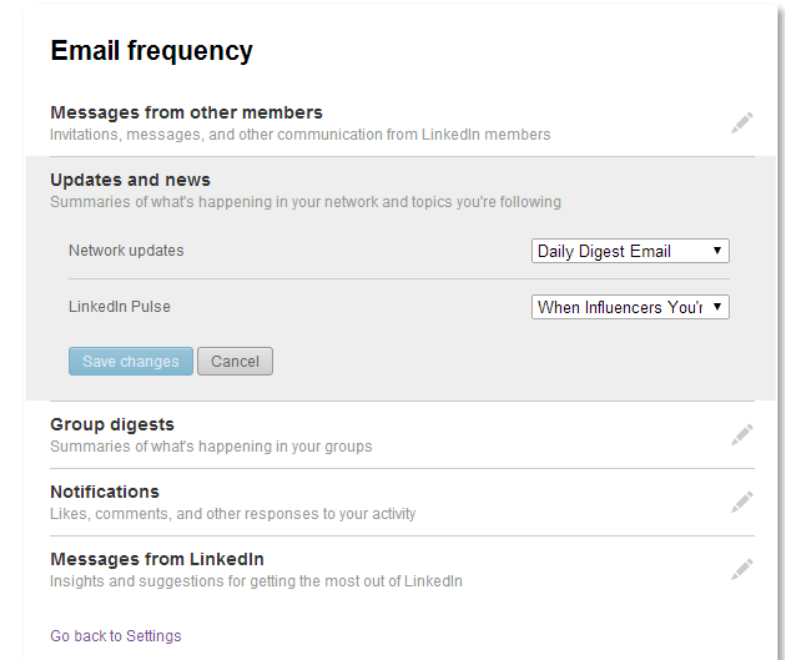 Email frequency
Messages from other members
Invitations, messages, and other communication from LinkedIn members
Updates and news
Summaries of what's happening in your network and topics you're following
Network updates
Daily Digest Email
LinkedIn Pulse
When Influencers You'r
Save changes
Cancel
Group digests
Summaries of what's happening in your groups
Notifications
Likes, comments, and other responses to your activity
Messages from LinkedIn
Insights and suggestions for getting the most out of LinkedIn
Go back to Settings